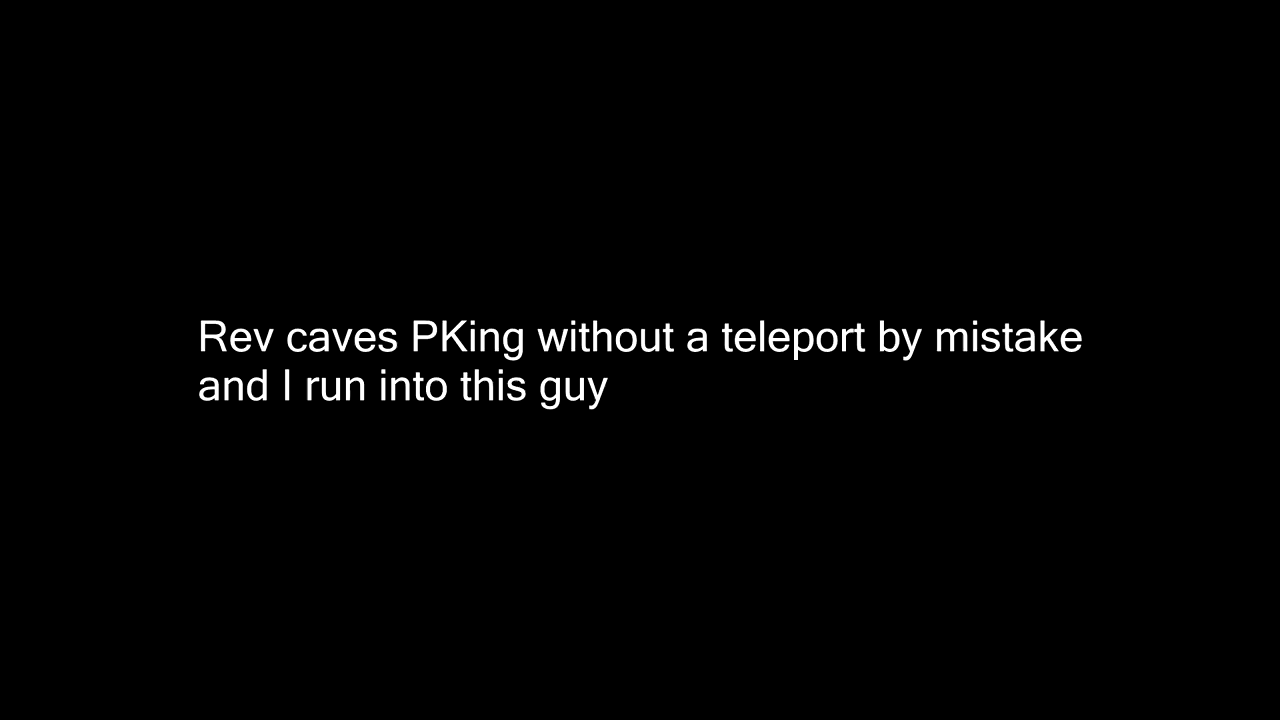 Rev caves PKing without a teleport by mistake
and I run into this guy